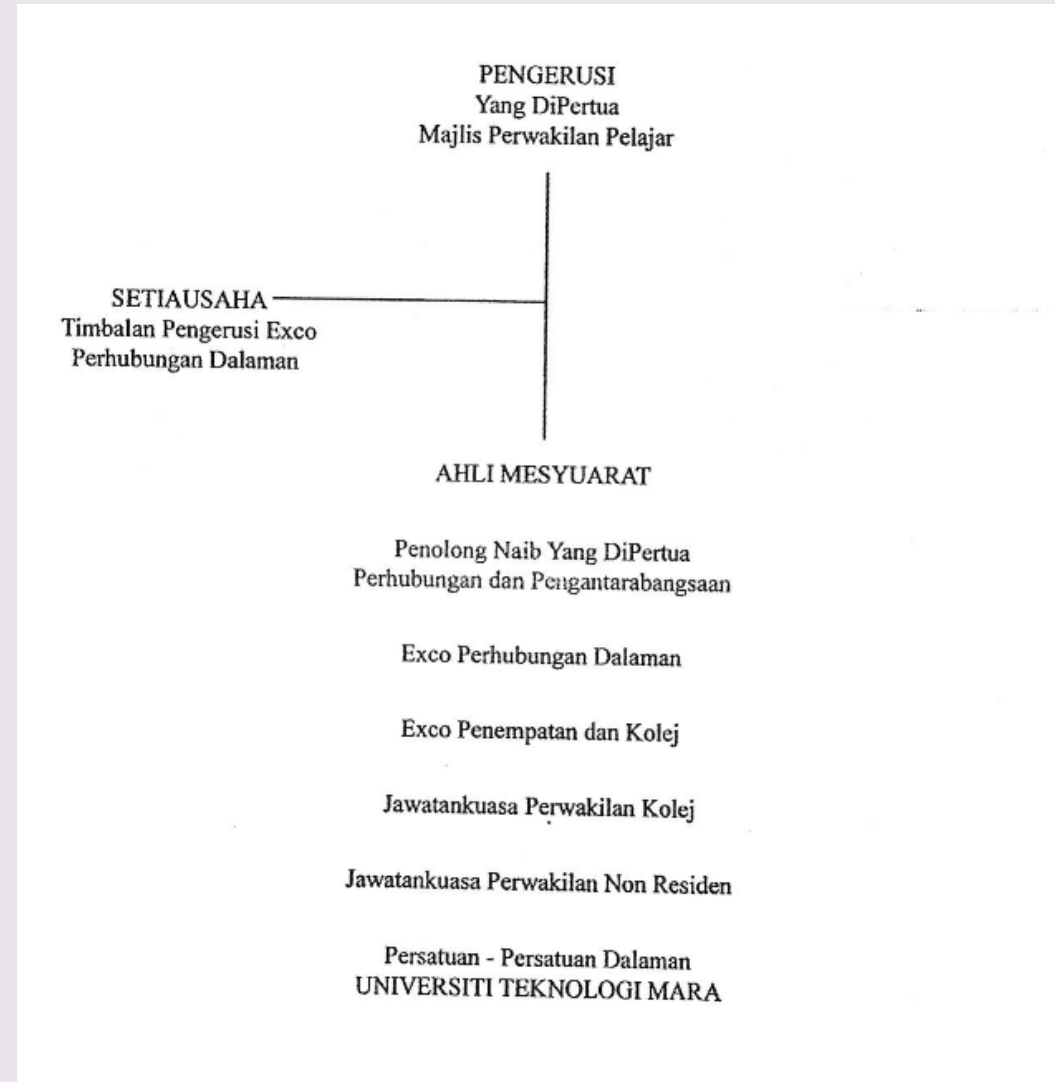 PENGERUSI
Yang DiPertua
Majlis Perwakilan Pelajar
SETIAUSAHA
Timbalan Pengerusi Exco
Perhubungan Dalaman
AHLI MESYUARAT
Penolong Naib Yang DiPertua
Perhubungan dan Pengantarabangsaan
Exco Perhubungan Dalaman
Exco Penempatan dan Kolej
Jawatankuasa Perwakilan Kolej
Jawatankuasa Perwakilan Non Residen
Persatuan - Persatuan Dalaman
UNIVERSITI TEKNOLOGI MARA